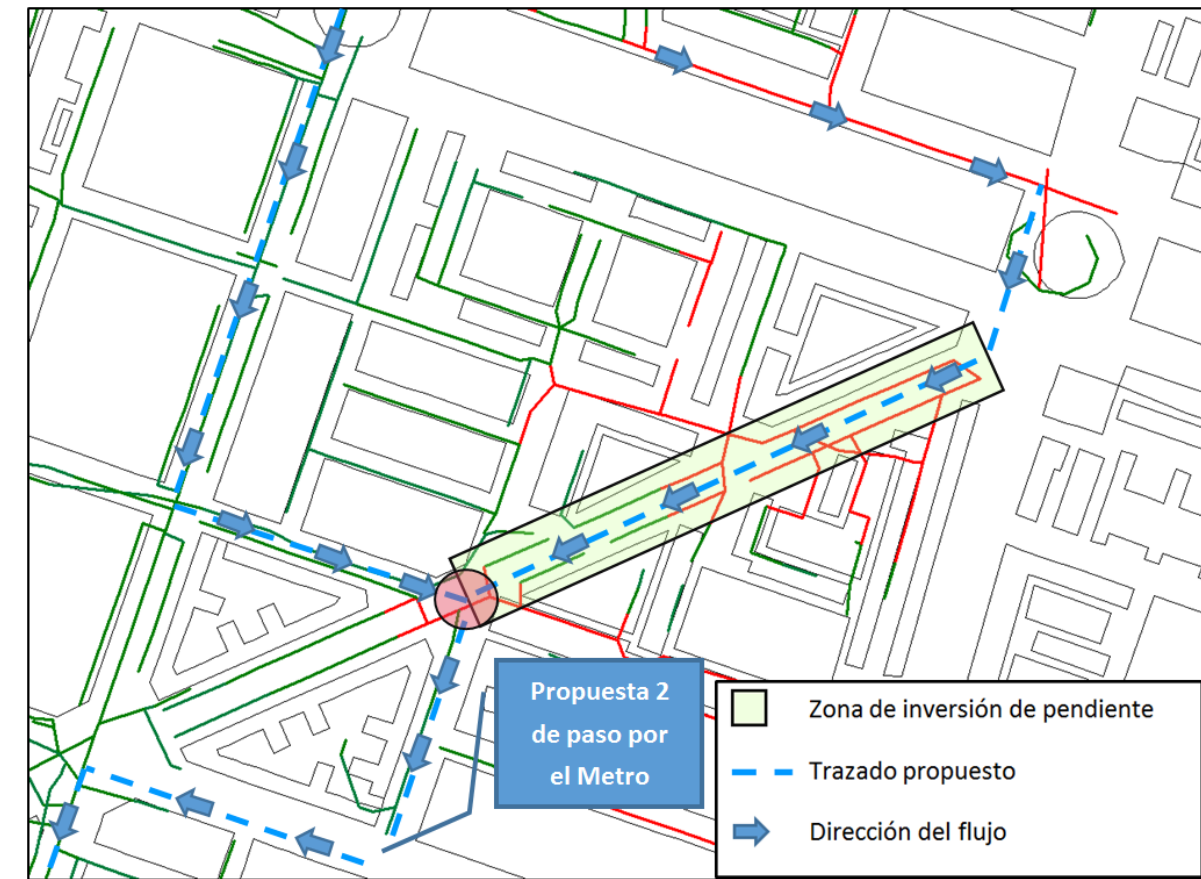 Propuesta 2
de paso por
el Metro
Zona de inversión de pendiente
Trazado propuesto
Dirección del flujo